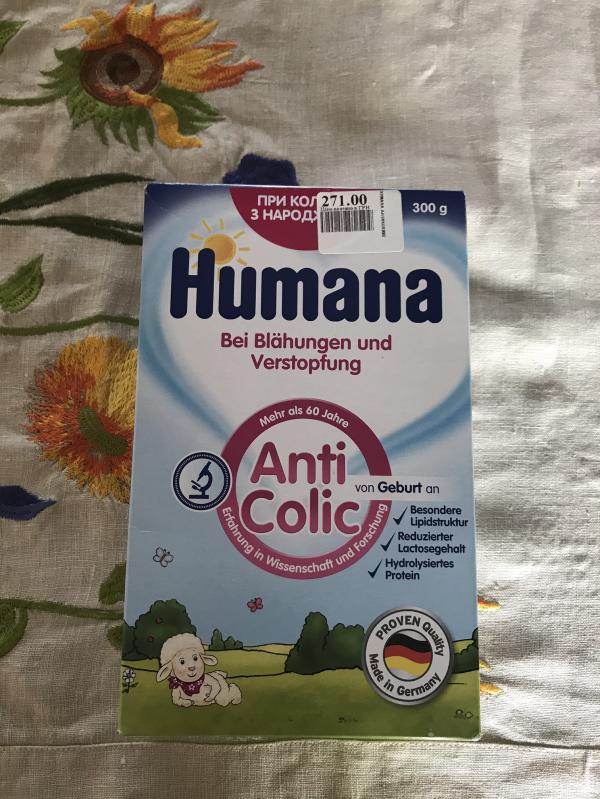 ПРИ КОЛ
З НАРОД
271.00
300 g
Humana
Bei Blähungen und
Verstopfung
Mehr als 60 Jahre
Anti
Colic
von Geburt an
Erfahrung in Wissenschaft und Forschung
Besondere
Lipidstruktur
Reduzierter
Lactosegehalt
Hydrolysiertes
Protein
PROVEN Quality
Made in Germany